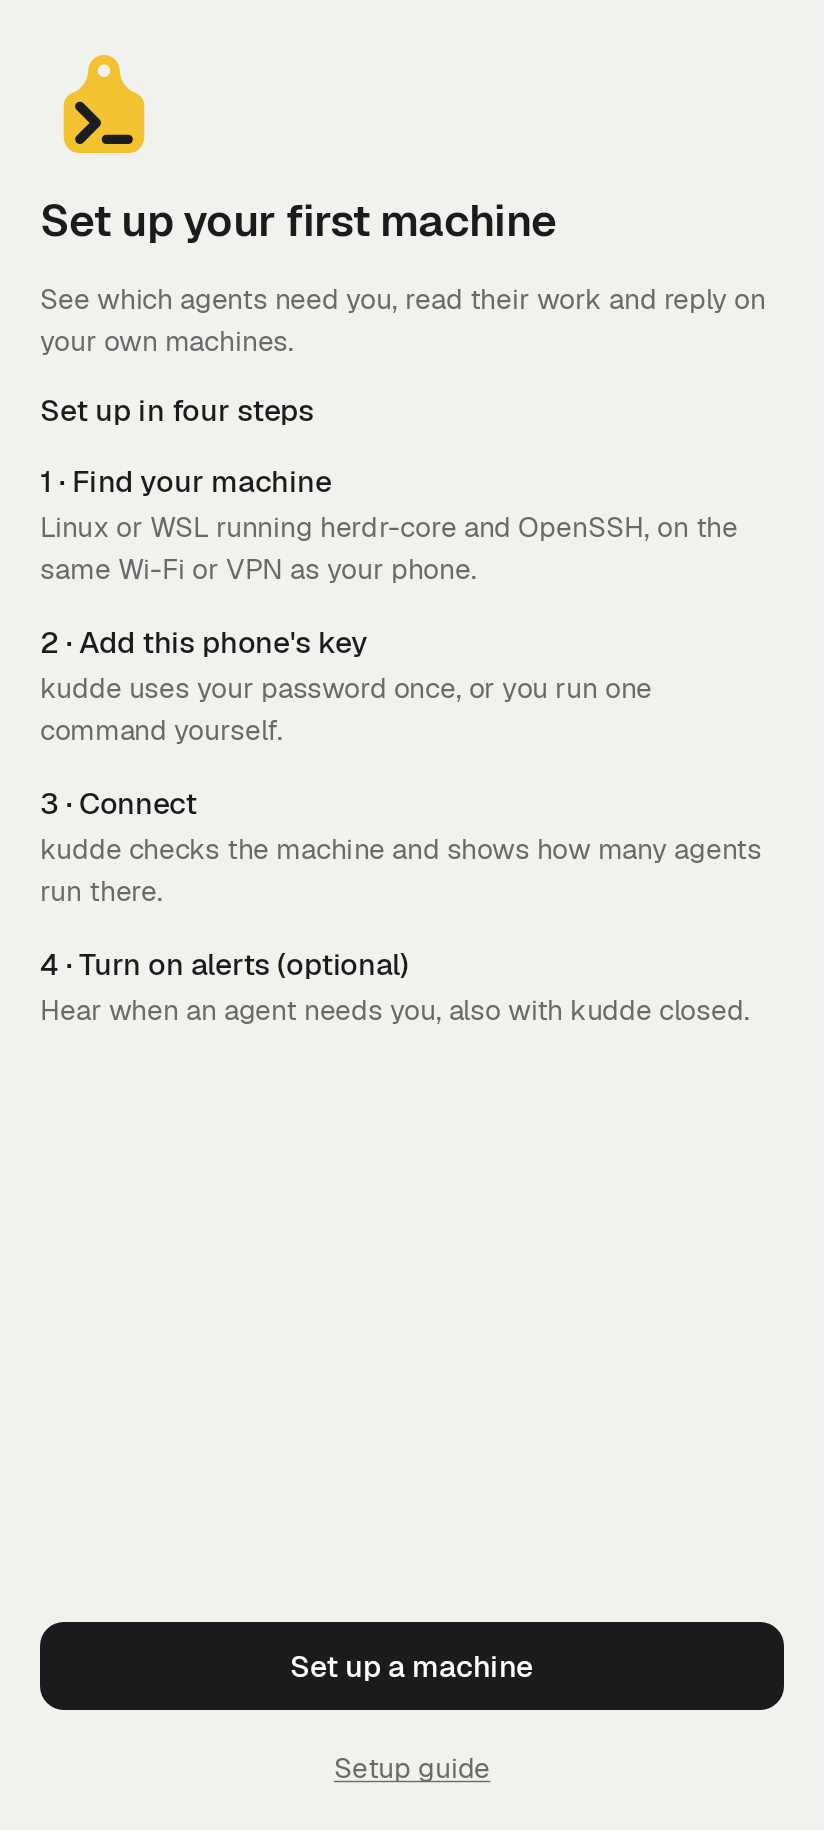 Set up your first machine
See which agents need you, read their work and reply on
your own machines.
Set up in four steps
1 · Find your machine
Linux or WSL running herdr-core and OpenSSH, on the
same Wi-Fi or VPN as your phone.
2 · Add this phone's key
kudde uses your password once, or you run one
command yourself.
3 · Connect
kudde checks the machine and shows how many agents
run there.
4 · Turn on alerts (optional)
Hear when an agent needs you, also with kudde closed.
Set up a machine
Setup guide